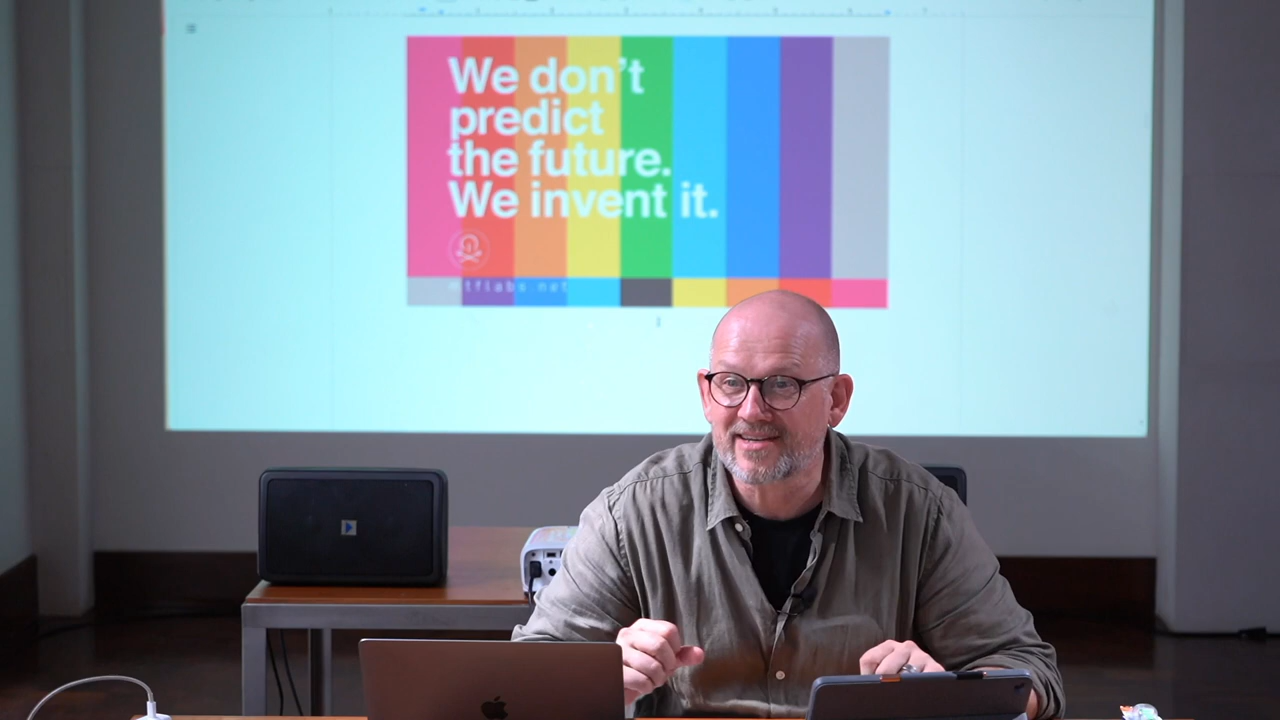 We don't
predict
the future.
We invent it.
mtflabs.net